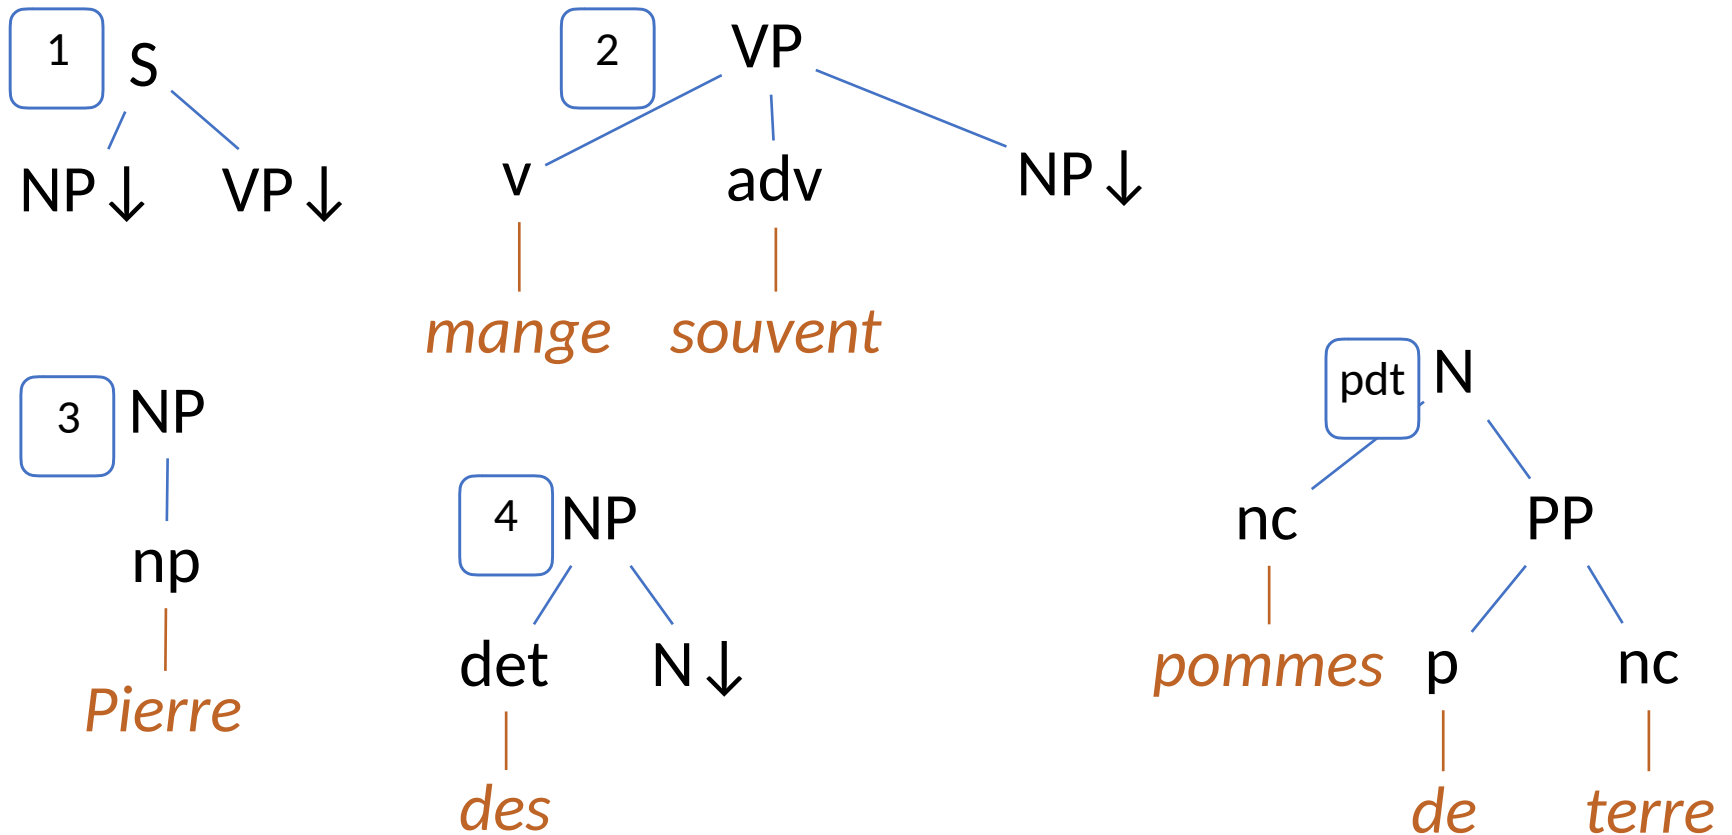 1 S
NP↓ VP↓
2 VP
v adv NP↓
mange souvent
3 NP
np
Pierre
4 NP
det N↓
des
pdt N
nc PP
pommes p nc
de terre